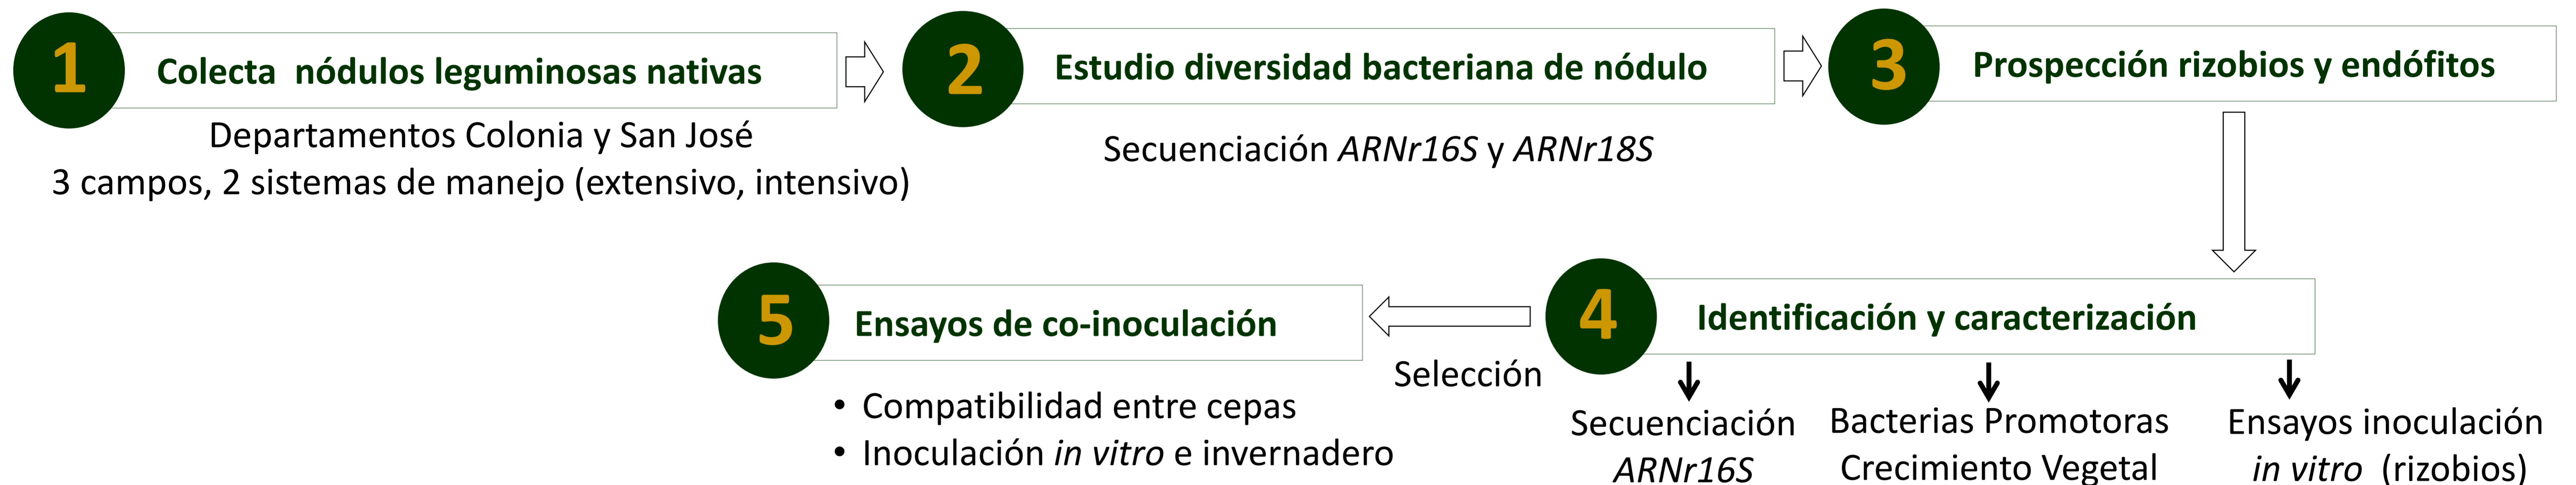 1
Colecta nódulos leguminosas nativas
Departamentos Colonia y San José
3 campos, 2 sistemas de manejo (extensivo, intensivo)
2
Estudio diversidad bacteriana de nódulo
Secuenciación ARNr16S y ARNr18S
3
Prospección rizobios y endófitos
4
Identificación y caracterización
Secuenciación
ARNr16S
Bacterias Promotoras
Crecimiento Vegetal
Ensayos inoculación
in vitro (rizobios)
Selección
5
Ensayos de co-inoculación
• Compatibilidad entre cepas
• Inoculación in vitro e invernadero